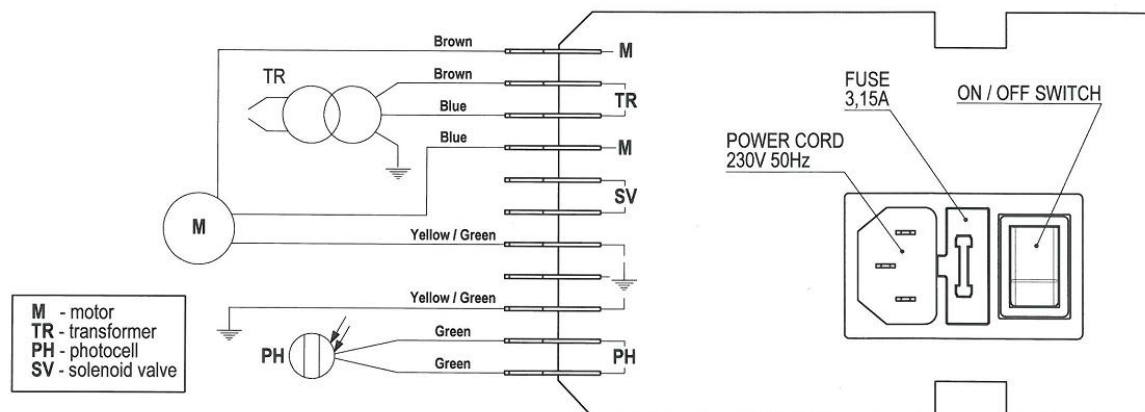 Brown
M
TR
Brown
FUSE
3,15A
ON / OFF SWITCH
TR
Blue
POWER CORD
230V 50Hz
Blue
M
SV
M
Yellow / Green
Yellow / Green
M - motor
TR - transformer
PH - photocell
SV - solenoid valve
Green
PH
PH
Green